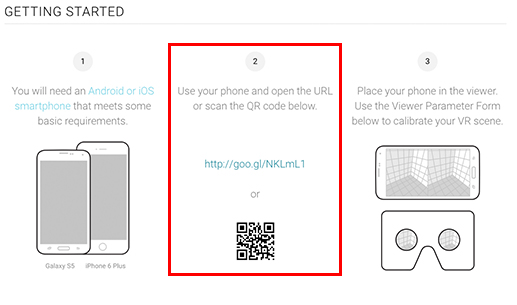 GETTING STARTED
1
You will need an Android or iOS
smartphone that meets some
basic requirements.
Galaxy S5
iPhone 6 Plus
2
Use your phone and open the URL
or scan the QR code below.
http://goo.gl/NKLmL1
or
3
Place your phone in the viewer.
Use the Viewer Parameter Form
below to calibrate your VR scene.